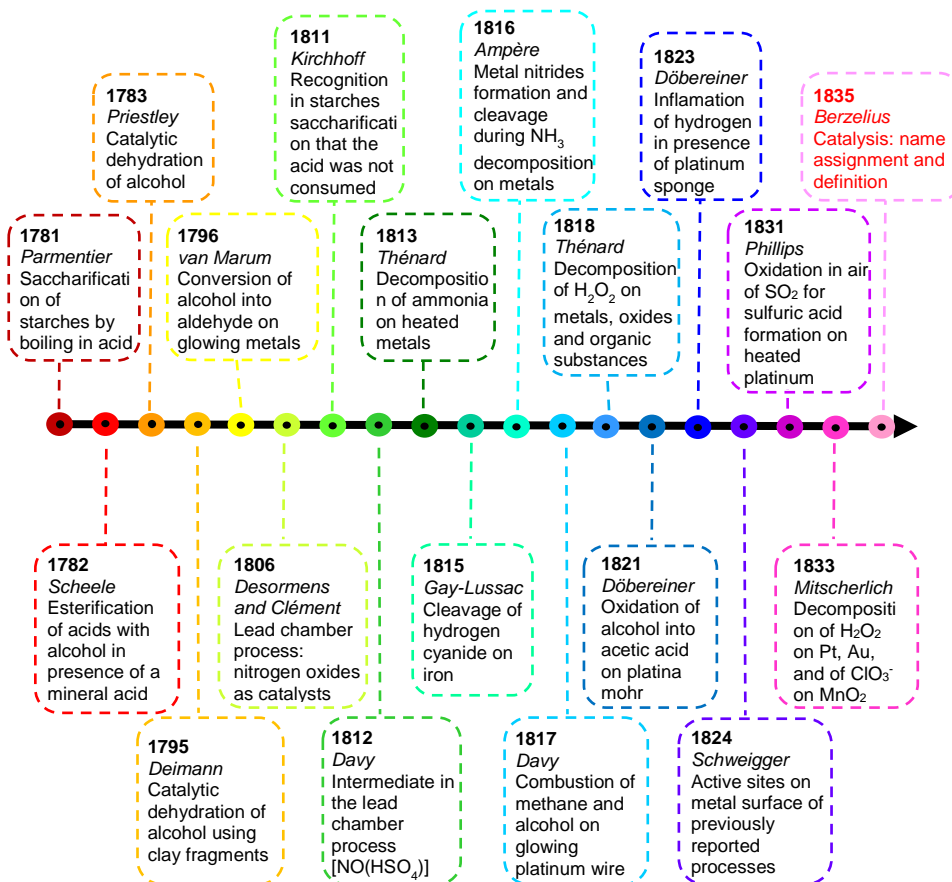 1781
Parmentier
Saccharificati
on of
starches by
boiling in acid
1782
Scheele
Esterification
of acids with
alcohol in
presence of a
mineral acid
1783
Priestley
Catalytic
dehydration
of alcohol
1795
Deimann
Catalytic
dehydration of
alcohol using
clay fragments
1796
van Marum
Conversion of
alcohol into
aldehyde on
glowing metals
1806
Desormens
and Clément
Lead chamber
process:
nitrogen oxides
as catalysts
1811
Kirchhoff
Recognition
in starches
saccharificati
on that the
acid was not
consumed
1812
Davy
Intermediate in
the lead
chamber
process
[NO(HSO₄)]
1813
Thénard
Decompositio
n of ammonia
on heated
metals
1815
Gay-Lussac
Cleavage of
hydrogen
cyanide on
iron
1816
Ampère
Metal nitrides
formation and
cleavage
during NH₃
decomposition
on metals
1817
Davy
Combustion of
methane and
alcohol on
glowing
platinum wire
1818
Thénard
Decomposition
of H₂O₂ on
metals, oxides
and organic
substances
1821
Döbereiner
Oxidation of
alcohol into
acetic acid
on platina
mohr
1823
Döbereiner
Inflamation
of hydrogen
in presence
of platinum
sponge
1824
Schweigger
Active sites on
metal surface of
previously
reported
processes
1831
Phillips
Oxidation in air
of SO₂ for
sulfuric acid
formation on
heated
platinum
1833
Mitscherlich
Decompositi
on of H₂O₂
on Pt, Au,
and of ClO₃⁻
on MnO₂
1835
Berzelius
Catalysis: name
assignment and
definition